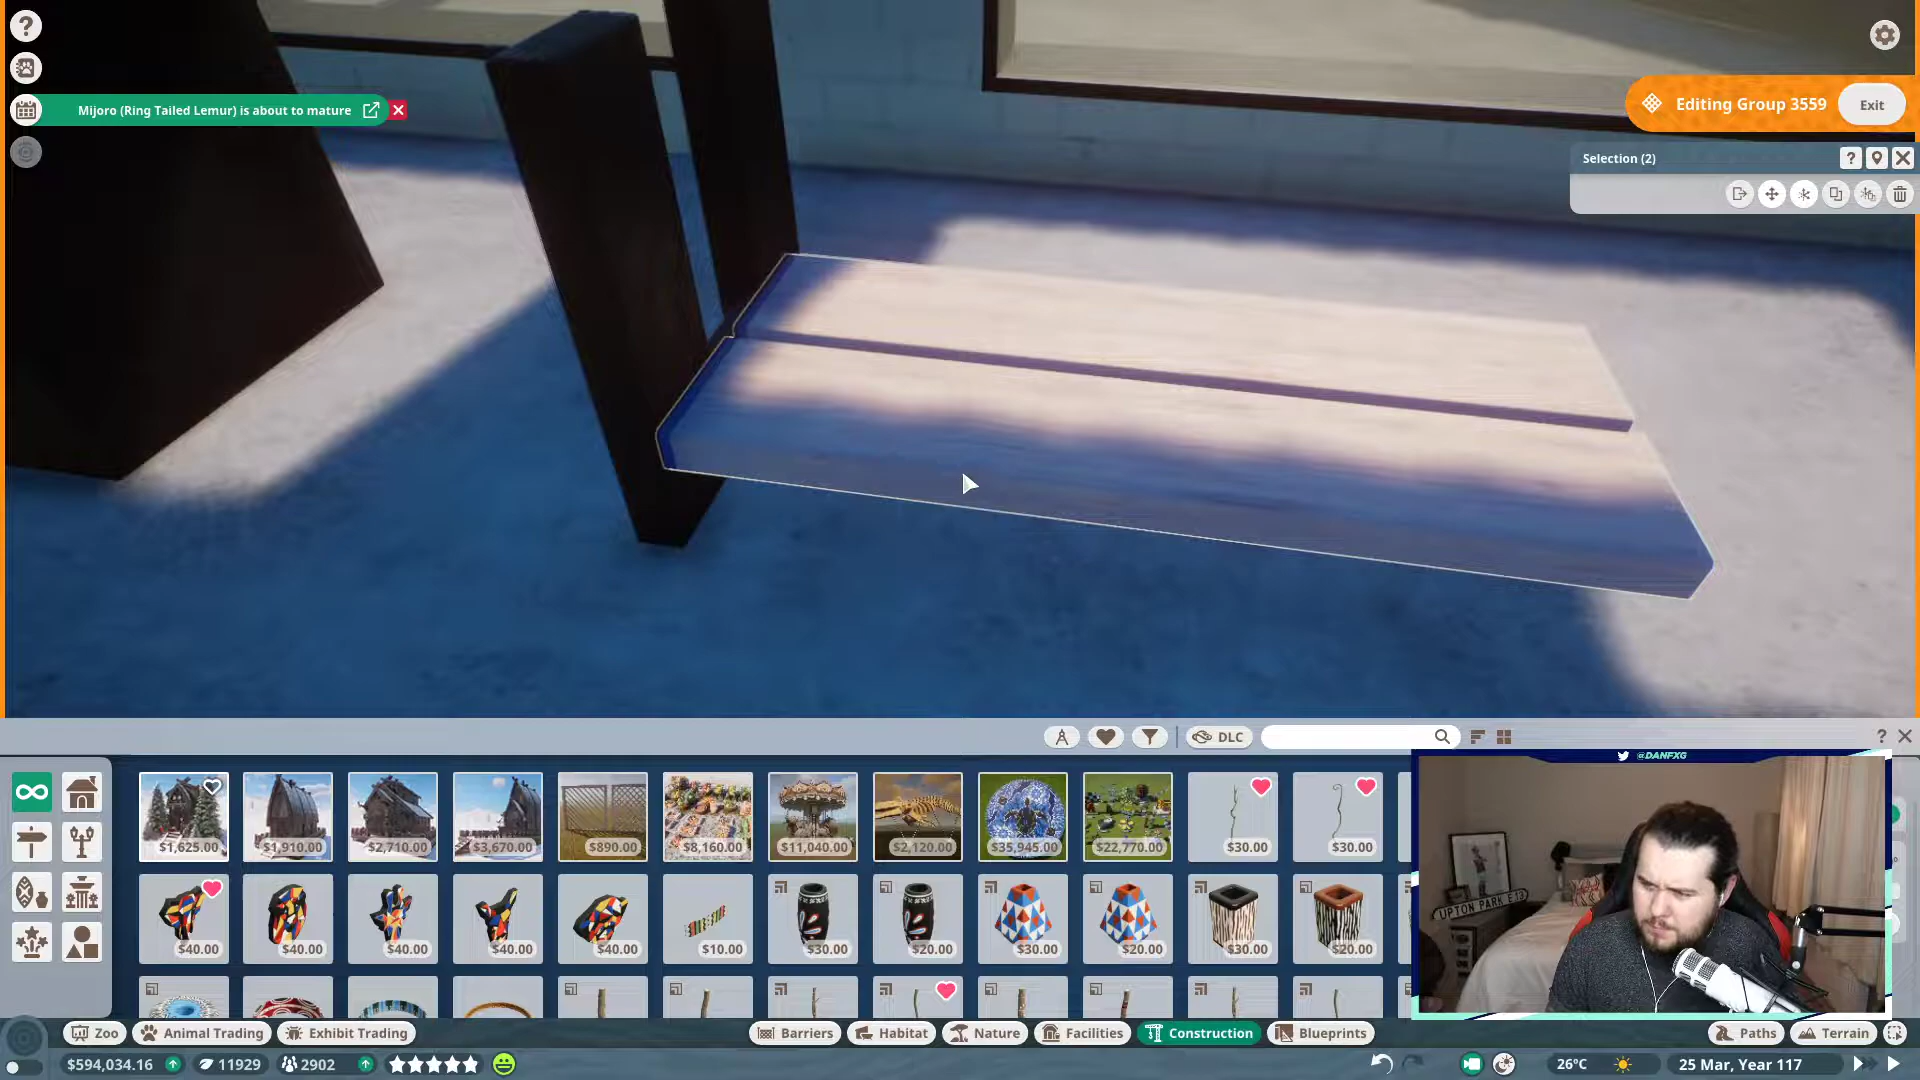 ?
Mijoro (Ring Tailed Lemur) is about to mature
Editing Group 3559
Exit
Selection (2)
?
DLC
?
@DANFXG
$1,625.00
$1,910.00
$2,710.00
$3,670.00
$890.00
$8,160.00
$11,040.00
$2,120.00
$35,945.00
$22,770.00
$30.00
$30.00
$40.00
$40.00
$40.00
$40.00
$40.00
$10.00
$30.00
$20.00
$30.00
$20.00
$30.00
$20.00
UPTON PARK E.13
Zoo
Animal Trading
Exhibit Trading
Barriers
Habitat
Nature
Facilities
Construction
Blueprints
Paths
Terrain
$594,034.16
11929
2902
26°C
25 Mar, Year 117